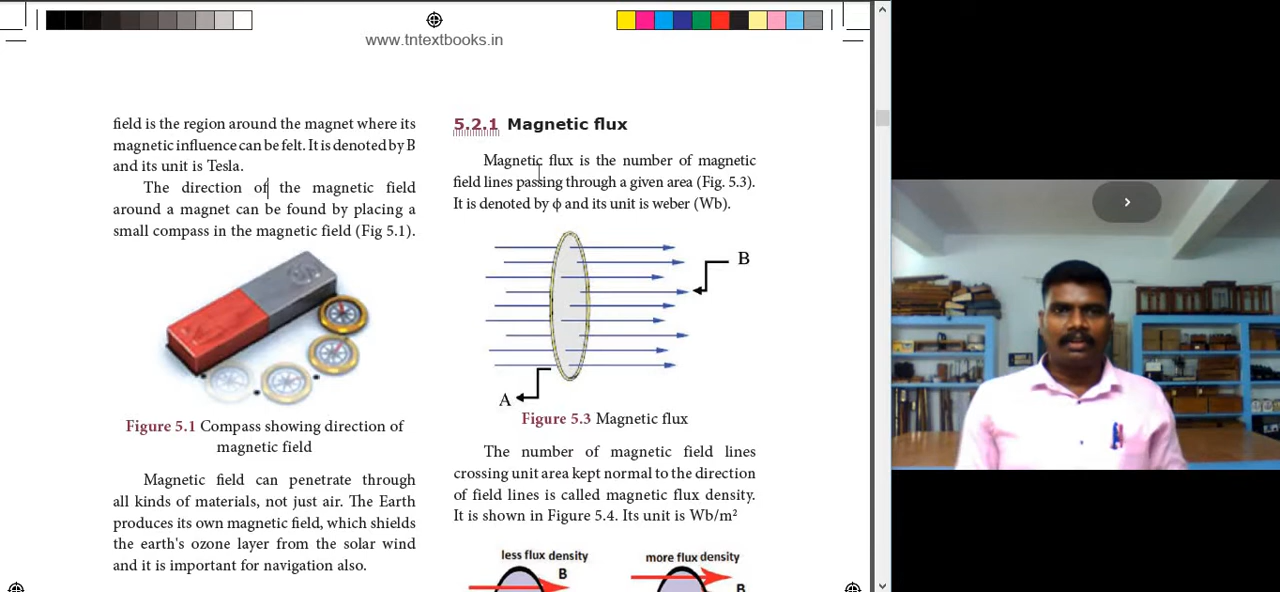 www.tntextbooks.in
field is the region around the magnet where its
magnetic influence can be felt. It is denoted by B
and its unit is Tesla.
The direction of the magnetic field
around a magnet can be found by placing a
small compass in the magnetic field (Fig 5.1).
Figure 5.1 Compass showing direction of
magnetic field
Magnetic field can penetrate through
all kinds of materials, not just air. The Earth
produces its own magnetic field, which shields
the earth's ozone layer from the solar wind
and it is important for navigation also.
5.2.1 Magnetic flux
Magnetic flux is the number of magnetic
field lines passing through a given area (Fig. 5.3).
It is denoted by ϕ and its unit is weber (Wb).
B
A
Figure 5.3 Magnetic flux
The number of magnetic field lines
crossing unit area kept normal to the direction
of field lines is called magnetic flux density.
It is shown in Figure 5.4. Its unit is Wb/m²
less flux density
more flux density
B
B